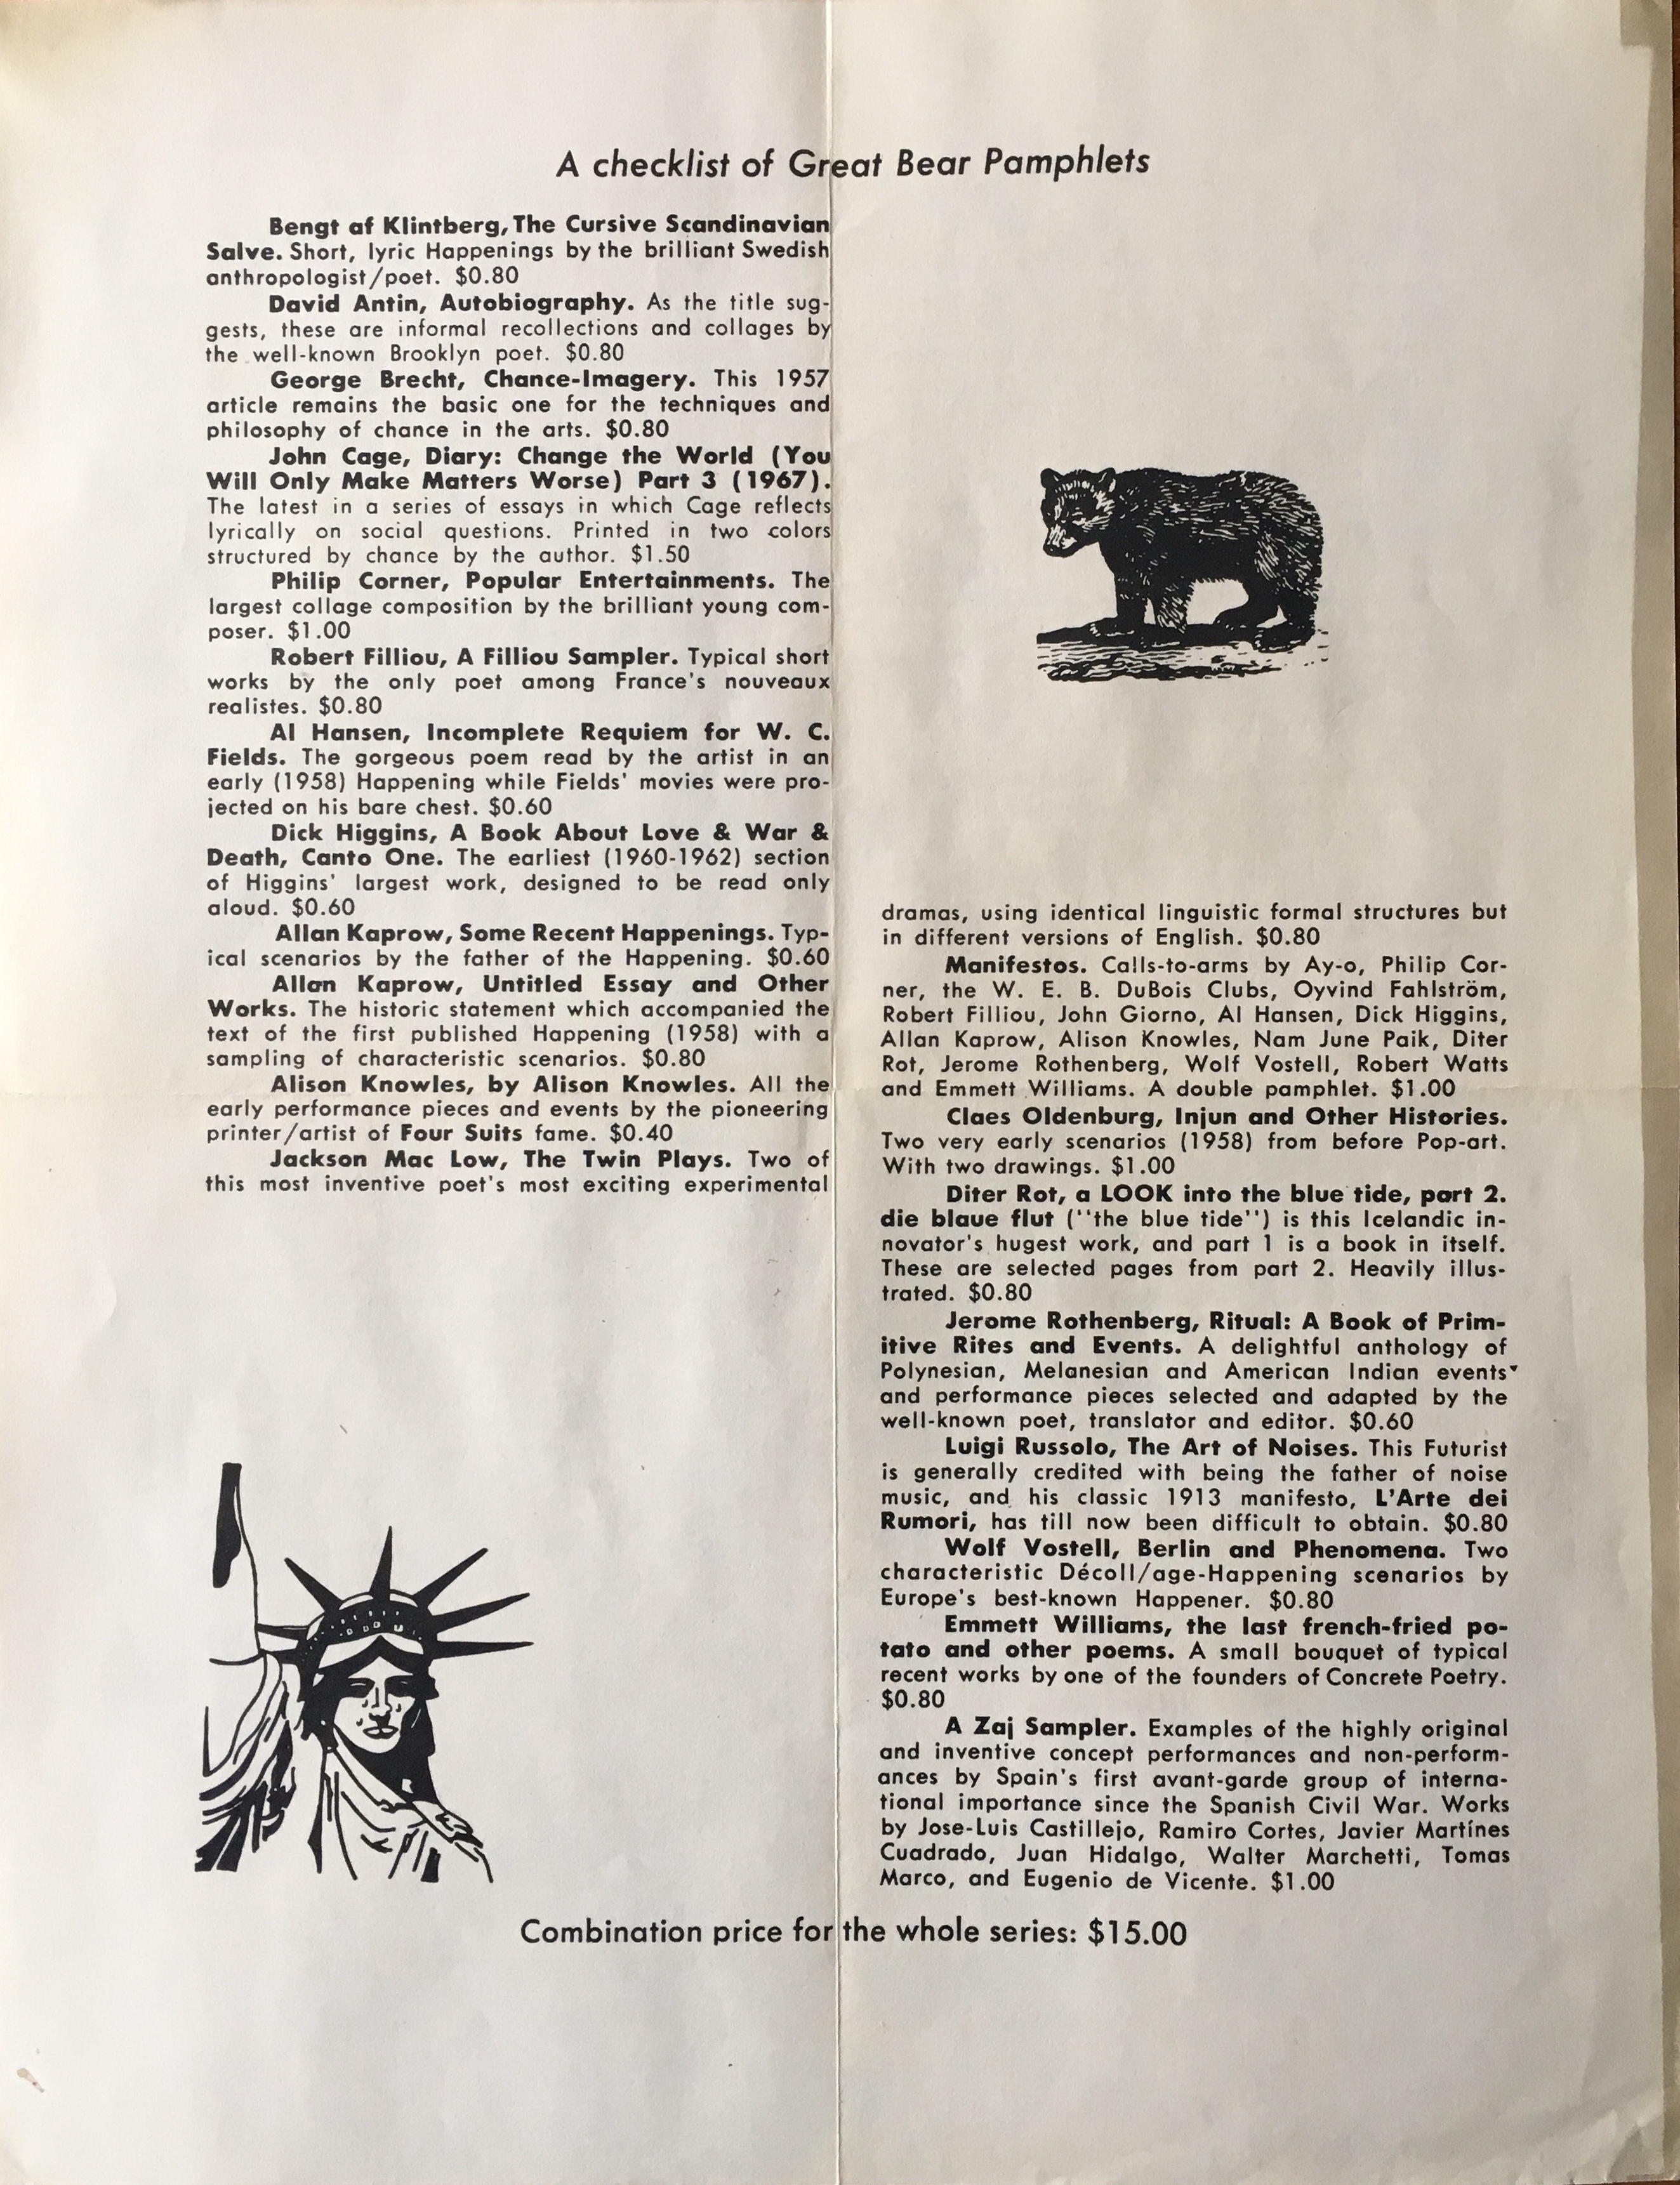 A checklist of Great Bear Pamphlets
Bengt af Klintberg, The Cursive Scandinavian
Salve. Short, lyric Happenings by the brilliant Swedish
anthropologist/poet. $0.80
David Antin, Autobiography. As the title sug-
gests, these are informal recollections and collages by
the well-known Brooklyn poet. $0.80
George Brecht, Chance-Imagery. This 1957
article remains the basic one for the techniques and
philosophy of chance in the arts. $0.80
John Cage, Diary: Change the World (You
Will Only Make Matters Worse) Part 3 (1967).
The latest in a series of essays in which Cage reflects
lyrically on social questions. Printed in two colors
structured by chance by the author. $1.50
Philip Corner, Popular Entertainments. The
largest collage composition by the brilliant young com-
poser. $1.00
Robert Filliou, A Filliou Sampler. Typical short
works by the only poet among France's nouveaux
realistes. $0.80
Al Hansen, Incomplete Requiem for W. C.
Fields. The gorgeous poem read by the artist in an
early (1958) Happening while Fields' movies were pro-
jected on his bare chest. $0.60
Dick Higgins, A Book About Love & War &
Death, Canto One. The earliest (1960-1962) section
of Higgins' largest work, designed to be read only
aloud. $0.60
Allan Kaprow, Some Recent Happenings. Typ-
ical scenarios by the father of the Happening. $0.60
Allan Kaprow, Untitled Essay and Other
Works. The historic statement which accompanied the
text of the first published Happening (1958) with a
sampling of characteristic scenarios. $0.80
Alison Knowles, by Alison Knowles. All the
early performance pieces and events by the pioneering
printer/artist of Four Suits fame. $0.40
Jackson Mac Low, The Twin Plays. Two of
this most inventive poet's most exciting experimental
dramas, using identical linguistic formal structures but
in different versions of English. $0.80
Manifestos. Calls-to-arms by Ay-o, Philip Cor-
ner, the W. E. B. DuBois Clubs, Oyvind Fahlström,
Robert Filliou, John Giorno, Al Hansen, Dick Higgins,
Allan Kaprow, Alison Knowles, Nam June Paik, Diter
Rot, Jerome Rothenberg, Wolf Vostell, Robert Watts
and Emmett Williams. A double pamphlet. $1.00
Claes Oldenburg, Injun and Other Histories.
Two very early scenarios (1958) from before Pop-art.
With two drawings. $1.00
Diter Rot, a LOOK into the blue tide, part 2.
die blaue flut (''the blue tide'') is this Icelandic in-
novator's hugest work, and part 1 is a book in itself.
These are selected pages from part 2. Heavily illus-
trated. $0.80
Jerome Rothenberg, Ritual: A Book of Prim-
itive Rites and Events. A delightful anthology of
Polynesian, Melanesian and American Indian events
and performance pieces selected and adapted by the
well-known poet, translator and editor. $0.60
Luigi Russolo, The Art of Noises. This Futurist
is generally credited with being the father of noise
music, and his classic 1913 manifesto, L'Arte dei
Rumori, has till now been difficult to obtain. $0.80
Wolf Vostell, Berlin and Phenomena. Two
characteristic Décoll/age-Happening scenarios by
Europe's best-known Happener. $0.80
Emmett Williams, the last french-fried po-
tato and other poems. A small bouquet of typical
recent works by one of the founders of Concrete Poetry.
$0.80
A Zaj Sampler. Examples of the highly original
and inventive concept performances and non-perform-
ances by Spain's first avant-garde group of interna-
tional importance since the Spanish Civil War. Works
by Jose-Luis Castillejo, Ramiro Cortes, Javier Martínes
Cuadrado, Juan Hidalgo, Walter Marchetti, Tomas
Marco, and Eugenio de Vicente. $1.00
Combination price for the whole series: $15.00